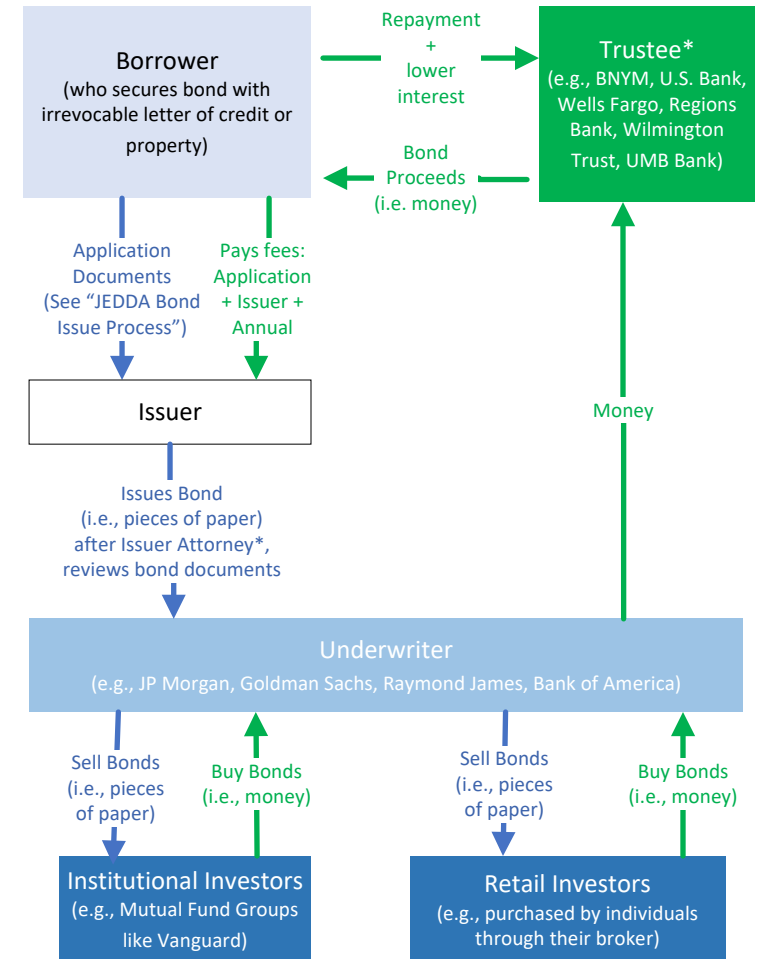 Borrower
(who secures bond with
irrevocable letter of credit or
property)
Repayment
+
lower
interest
Trustee*
(e.g., BNYM, U.S. Bank,
Wells Fargo, Regions
Bank, Wilmington
Trust, UMB Bank)
Bond
Proceeds
(i.e. money)
Application
Documents
(See “JEDDA Bond
Issue Process”)
Pays fees:
Application
+ Issuer +
Annual
Issuer
Money
Issues Bond
(i.e., pieces of paper)
after Issuer Attorney*,
reviews bond documents
Underwriter
(e.g., JP Morgan, Goldman Sachs, Raymond James, Bank of America)
Sell Bonds
(i.e., pieces
of paper)
Buy Bonds
(i.e., money)
Sell Bonds
(i.e., pieces
of paper)
Buy Bonds
(i.e., money)
Institutional Investors
(e.g., Mutual Fund Groups
like Vanguard)
Retail Investors
(e.g., purchased by individuals
through their broker)